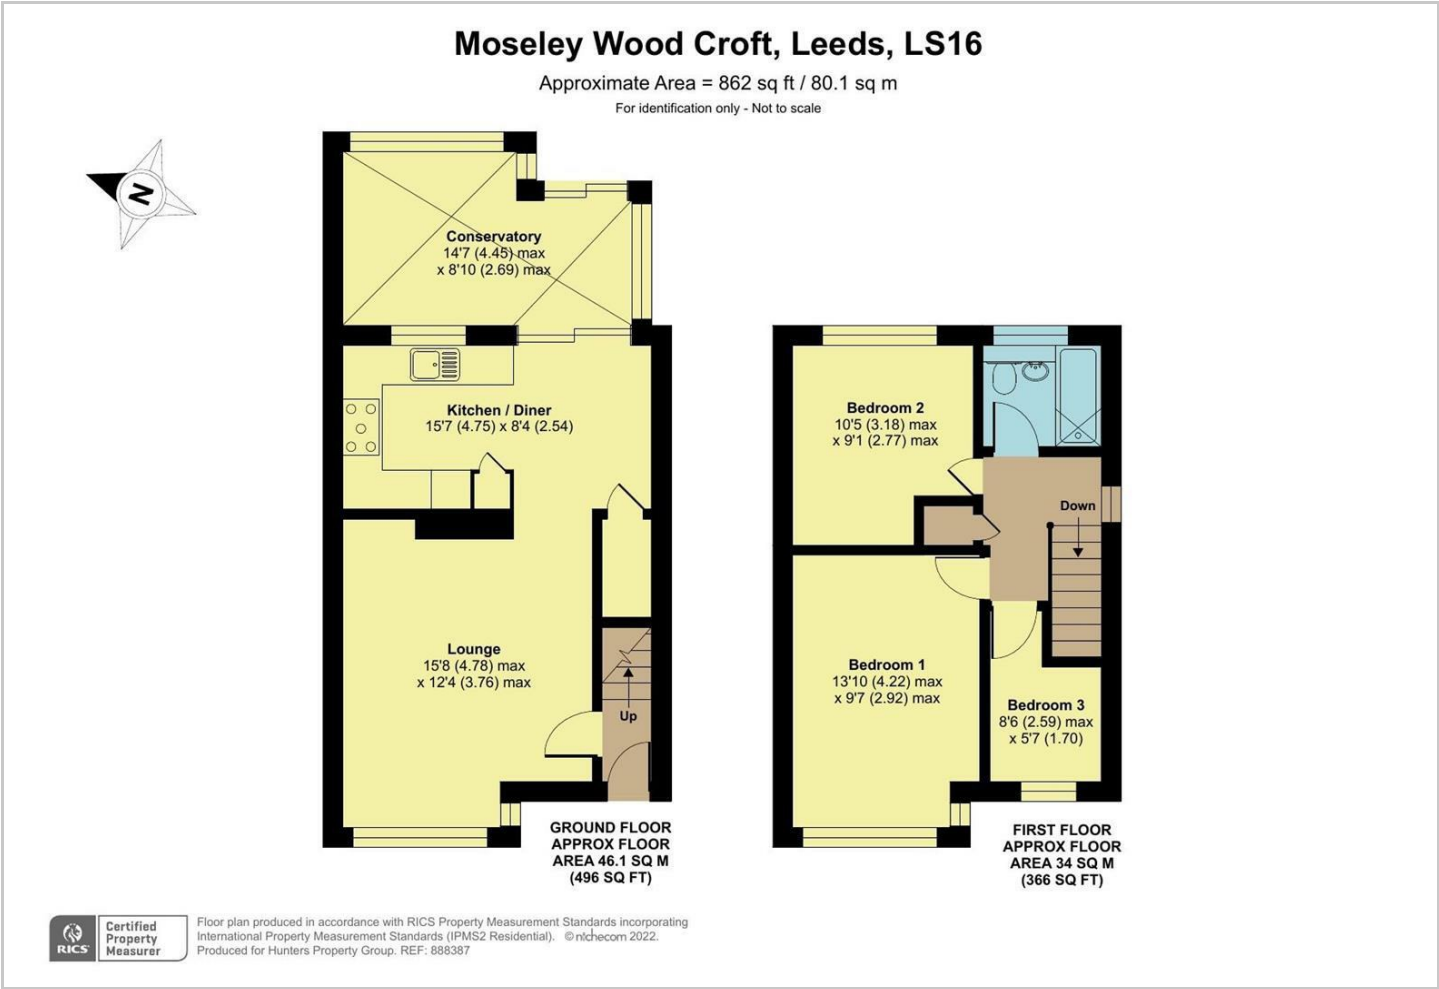 Moseley Wood Croft, Leeds, LS16
Approximate Area = 862 sq ft / 80.1 sq m
For identification only - Not to scale
N
Conservatory
14'7 (4.45) max
x 8'10 (2.69) max
Kitchen / Diner
15'7 (4.75) x 8'4 (2.54)
Lounge
15'8 (4.78) max
x 12'4 (3.76) max
Up
GROUND FLOOR
APPROX FLOOR
AREA 46.1 SQ M
(496 SQ FT)
Bedroom 2
10'5 (3.18) max
x 9'1 (2.77) max
Down
Bedroom 1
13'10 (4.22) max
x 9'7 (2.92) max
Bedroom 3
8'6 (2.59) max
x 5'7 (1.70)
FIRST FLOOR
APPROX FLOOR
AREA 34 SQ M
(366 SQ FT)
RICS
Certified
Property
Measurer
Floor plan produced in accordance with RICS Property Measurement Standards incorporating
International Property Measurement Standards (IPMS2 Residential). © nichecom 2022.
Produced for Hunters Property Group. REF: 888387